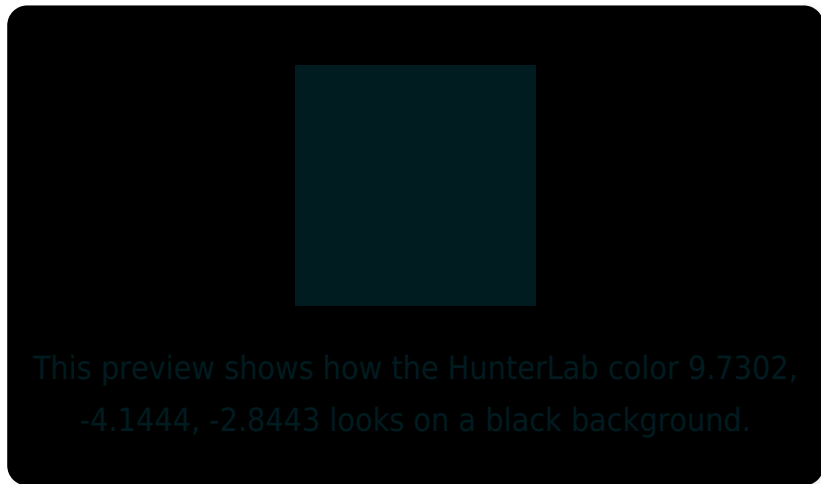 This preview shows how the HunterLab color 9.7302,
-4.1444, -2.8443 looks on a black background.